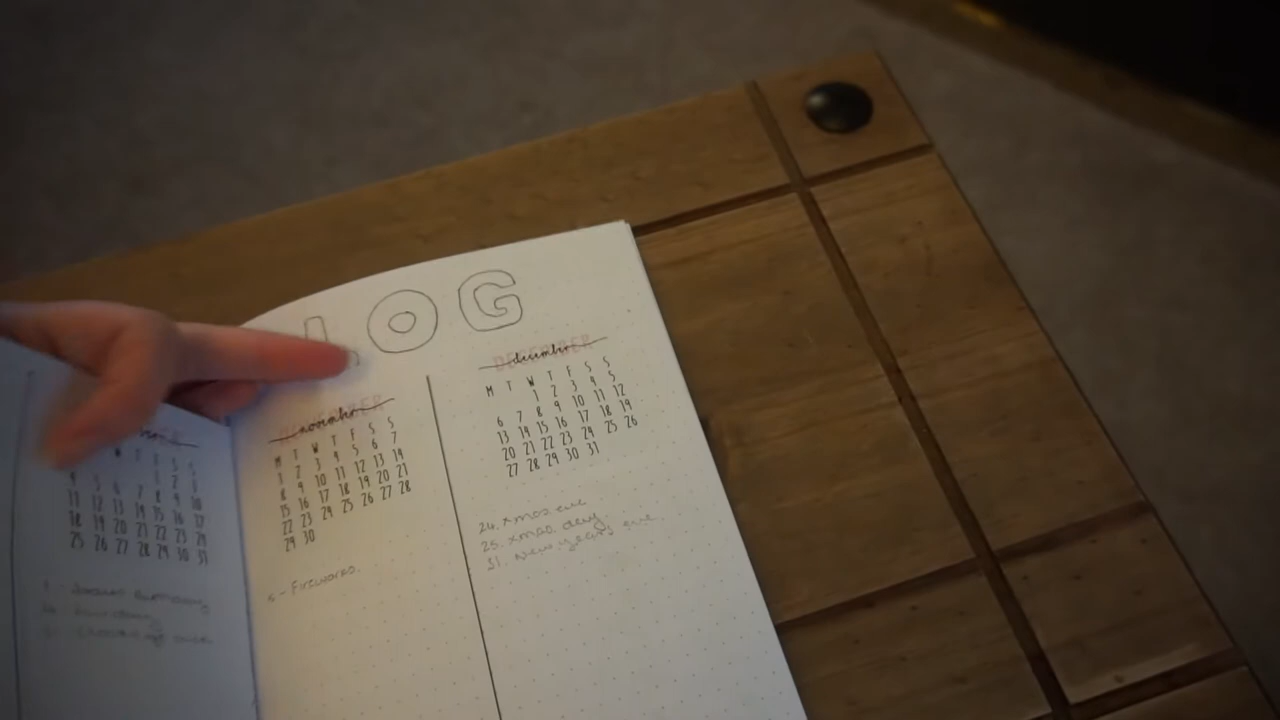 LOG
W T F S S
1 2 3
4 5 6 7 8 9 10
11 12 13 14 15 16 17
18 19 20 21 22 23 24
25 26 27 28 29 30 31
NOVEMBER
november
M T W T F S S
1 2 3 4 5 6 7
8 9 10 11 12 13 14
15 16 17 18 19 20 21
22 23 24 25 26 27 28
29 30
5 - Fireworks.
DECEMBER
december
M T W T F S S
1 2 3 4 5
6 7 8 9 10 11 12
13 14 15 16 17 18 19
20 21 22 23 24 25 26
27 28 29 30 31
24. xmas eve
25. xmas day
31. new years eve